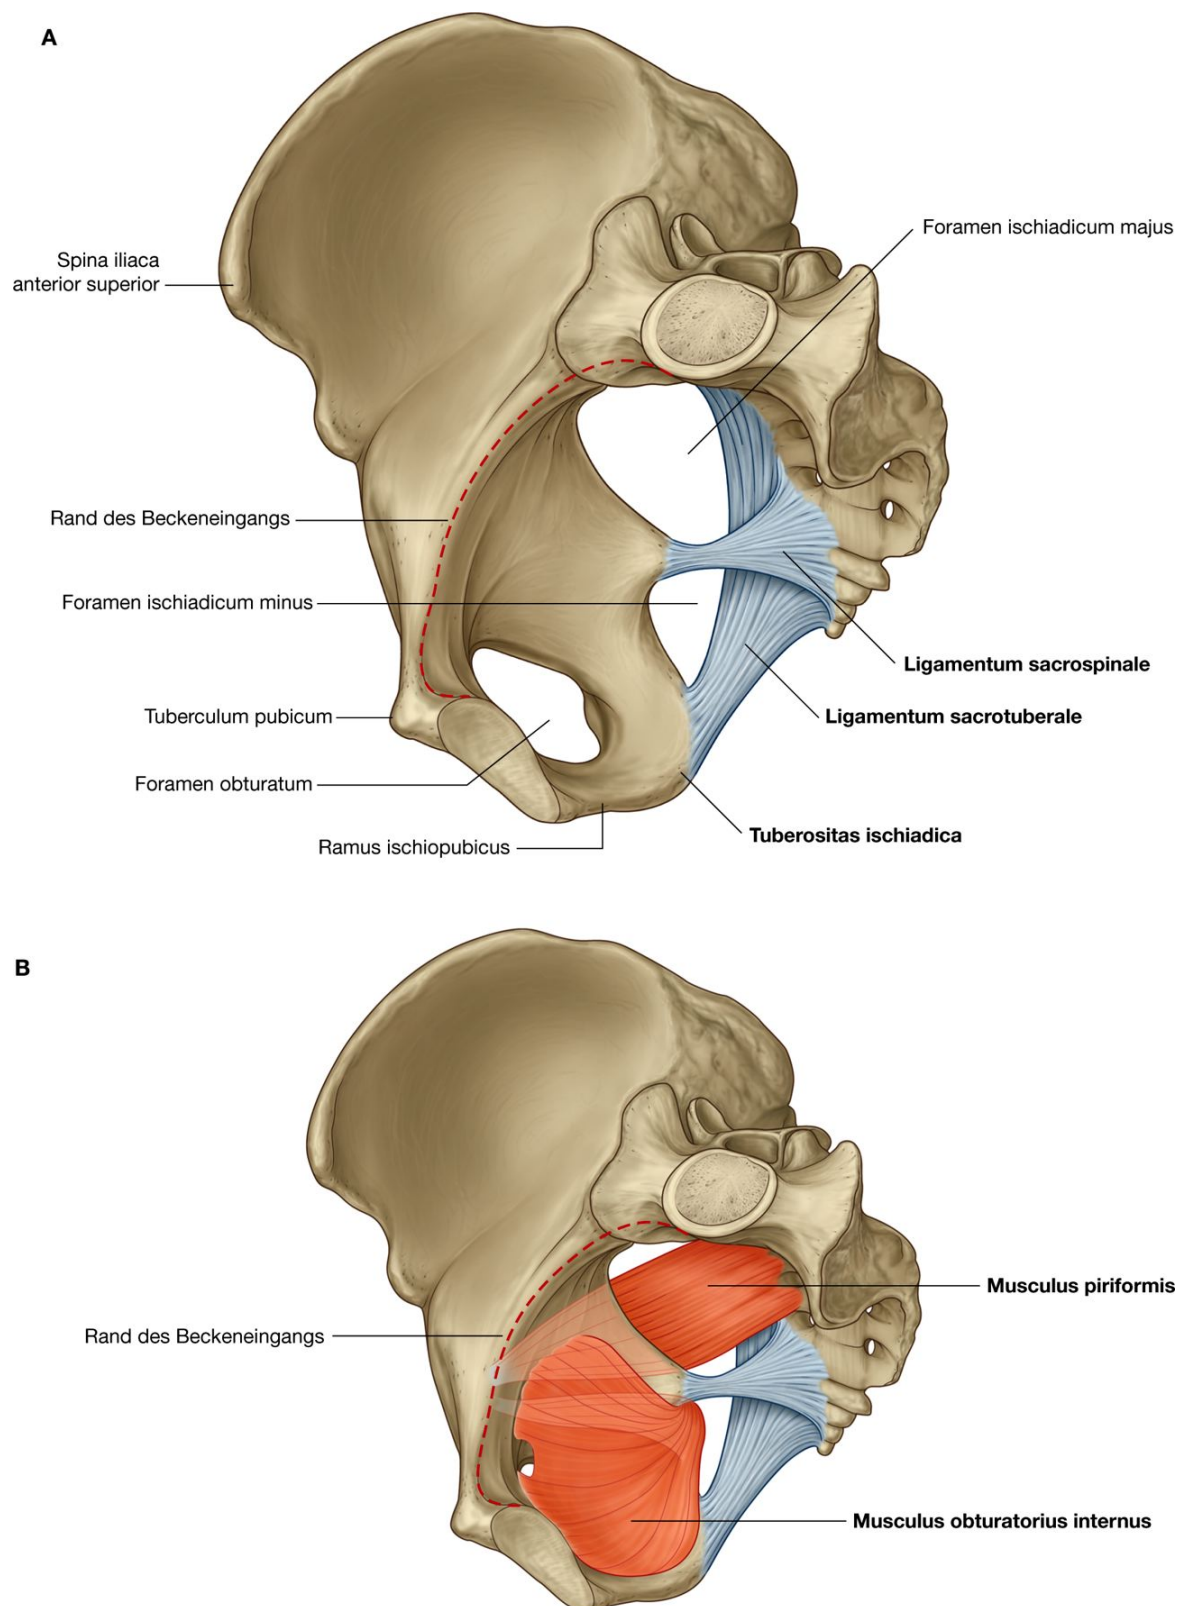 A
Foramen ischiadicum majus
Spina iliaca
anterior superior
Rand des Beckeneingangs
Foramen ischiadicum minus
Ligamentum sacrospinale
Tuberculum pubicum
Ligamentum sacrotuberale
Foramen obturatum
Tuberositas ischiadica
Ramus ischiopubicus
B
Musculus piriformis
Rand des Beckeneingangs
Musculus obturatorius internus